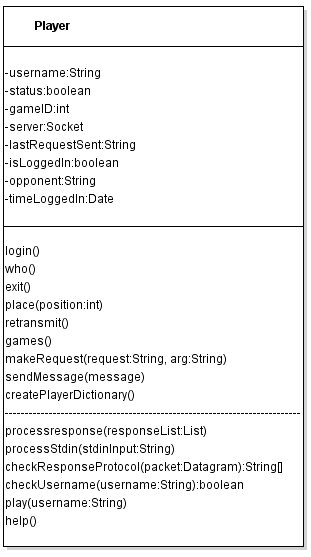 Player
-username:String
-status:boolean
-gameID:int
-server:Socket
-lastRequestSent:String
-isLoggedIn:boolean
-opponent:String
-timeLoggedIn:Date
login()
who()
exit()
place(position:int)
retransmit()
games()
makeRequest(request:String, arg:String)
sendMessage(message)
createPlayerDictionary()
processresponse(responseList:List)
processStdin(stdinInput:String)
checkResponseProtocol(packet:Datagram):String[]
checkUsername(username:String):boolean
play(username:String)
help()